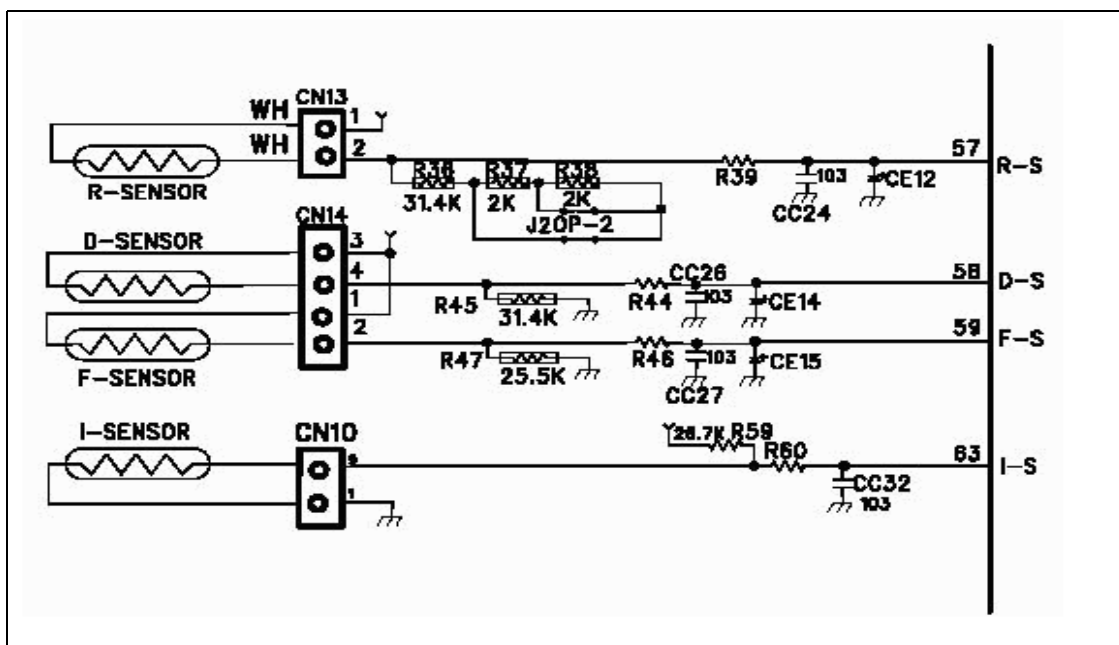 CN13
WH 1
WH 2
R-SENSOR
R36 R37 R38
31.4K 2K 2K
J2OP-2
R39
103
CC24
CE12
57
R-S
CN14
D-SENSOR
3
4
1
2
R45
31.4K
R44
CC26
103
CE14
58
D-S
F-SENSOR
R47
25.5K
R46
103
CC27
CE15
59
F-S
I-SENSOR
CN10
1
26.7K R59
R60
CC32
103
63
I-S